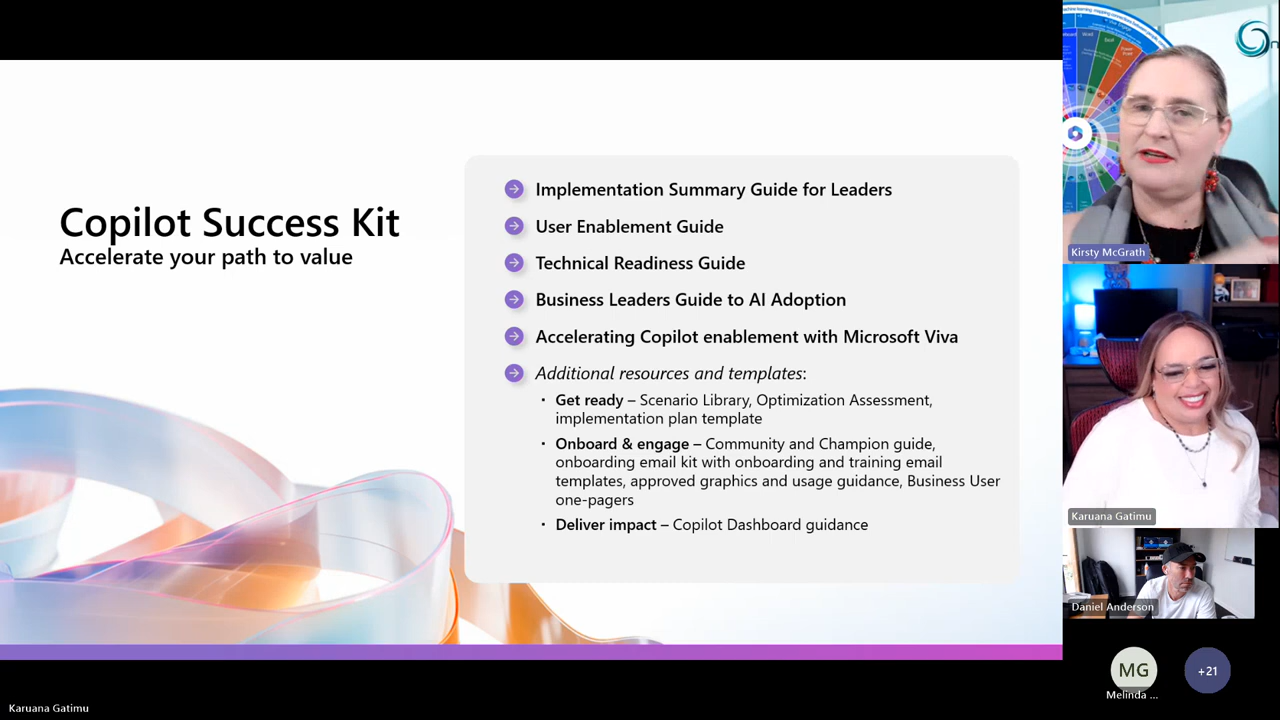 Copilot Success Kit
Accelerate your path to value
Implementation Summary Guide for Leaders
User Enablement Guide
Technical Readiness Guide
Business Leaders Guide to AI Adoption
Accelerating Copilot enablement with Microsoft Viva
Additional resources and templates:
Get ready – Scenario Library, Optimization Assessment,
implementation plan template
Onboard & engage – Community and Champion guide,
onboarding email kit with onboarding and training email
templates, approved graphics and usage guidance, Business User
one-pagers
Deliver impact – Copilot Dashboard guidance
Kirsty McGrath
Karuana Gatimu
Daniel Anderson
MG
+21
Melinda ...
Karuana Gatimu